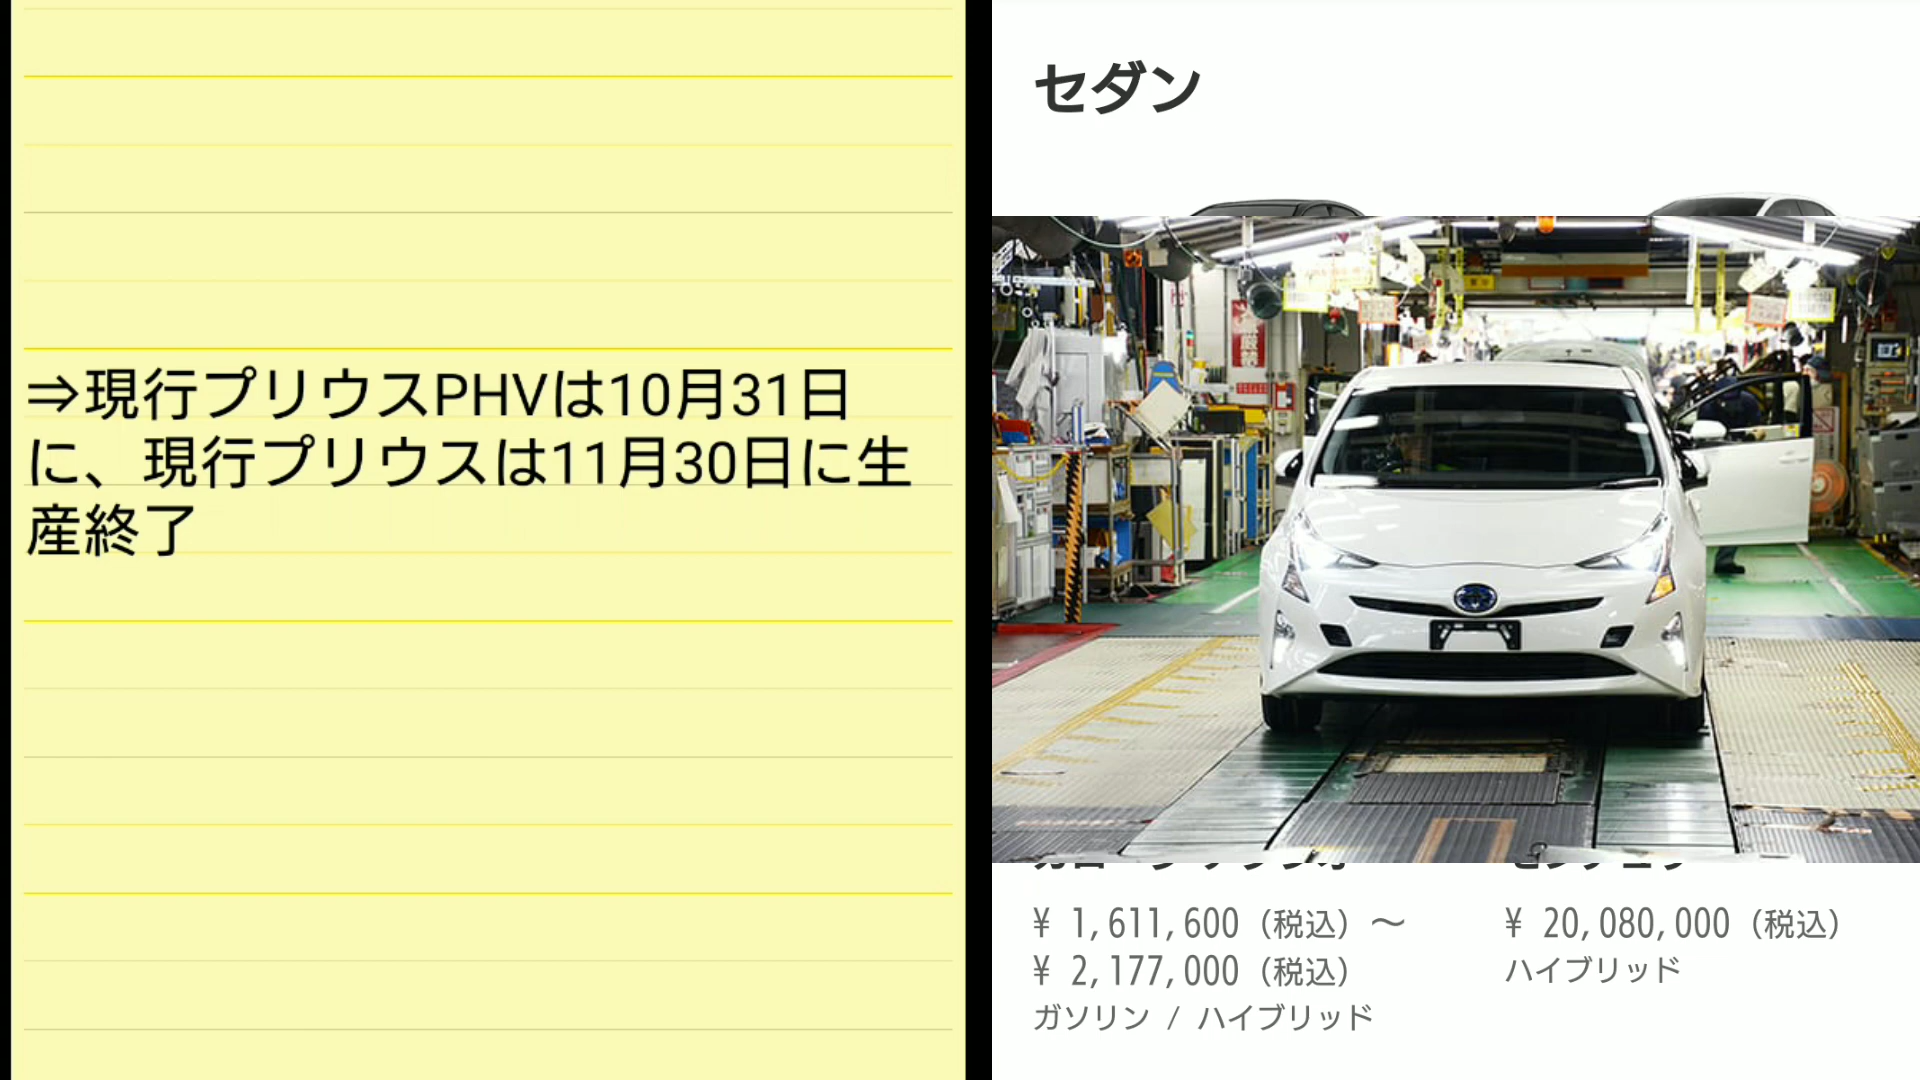 ⇒現行プリウスPHVは10月31日
に、現行プリウスは11月30日に生
産終了
セダン
¥ 1,611,600（税込）～
¥ 2,177,000（税込）
ガソリン / ハイブリッド
¥ 20,080,000（税込）
ハイブリッド